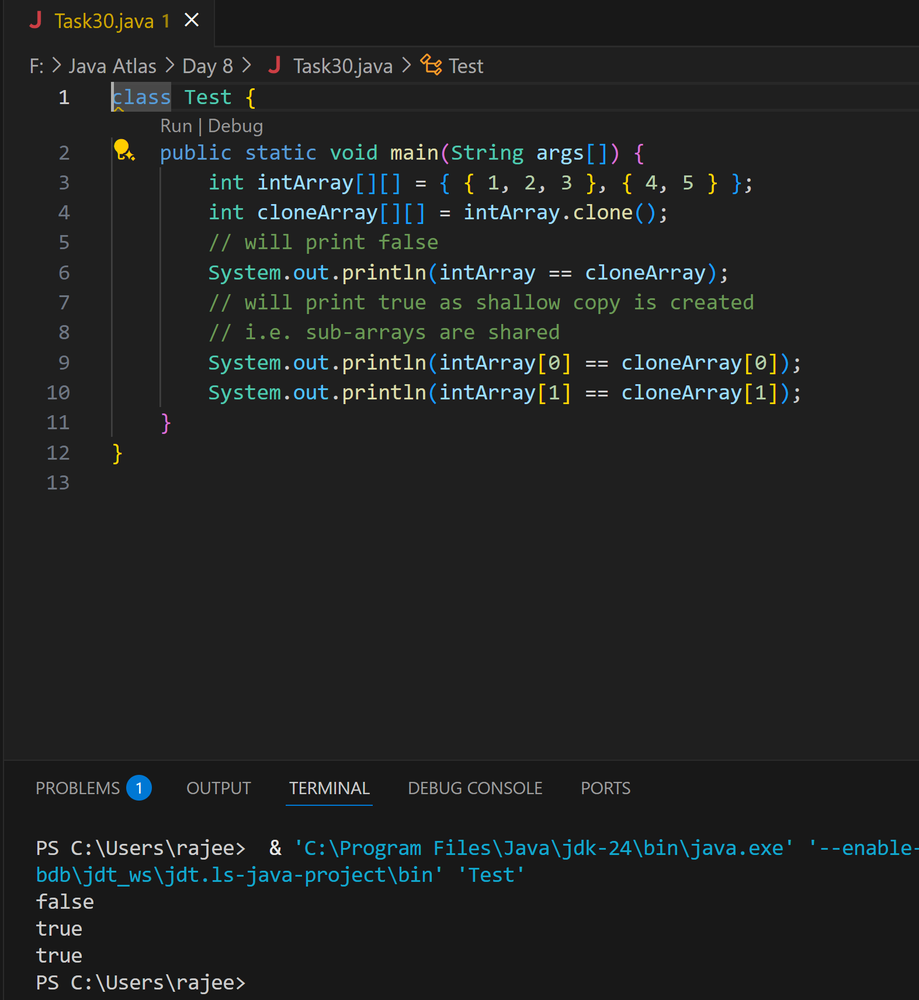 J Task30.java 1 ×
F: > Java Atlas > Day 8 > J Task30.java > Test
1 class Test {
Run | Debug
2     public static void main(String args[]) {
3         int intArray[][] = { { 1, 2, 3 }, { 4, 5 } };
4         int cloneArray[][] = intArray.clone();
5         // will print false
6         System.out.println(intArray == cloneArray);
7         // will print true as shallow copy is created
8         // i.e. sub-arrays are shared
9         System.out.println(intArray[0] == cloneArray[0]);
10         System.out.println(intArray[1] == cloneArray[1]);
11     }
12 }
13
PROBLEMS 1 OUTPUT TERMINAL DEBUG CONSOLE PORTS
PS C:\Users\rajee>  & 'C:\Program Files\Java\jdk-24\bin\java.exe' '--enable-
bdb\jdt_ws\jdt.ls-java-project\bin' 'Test'
false
true
true
PS C:\Users\rajee>